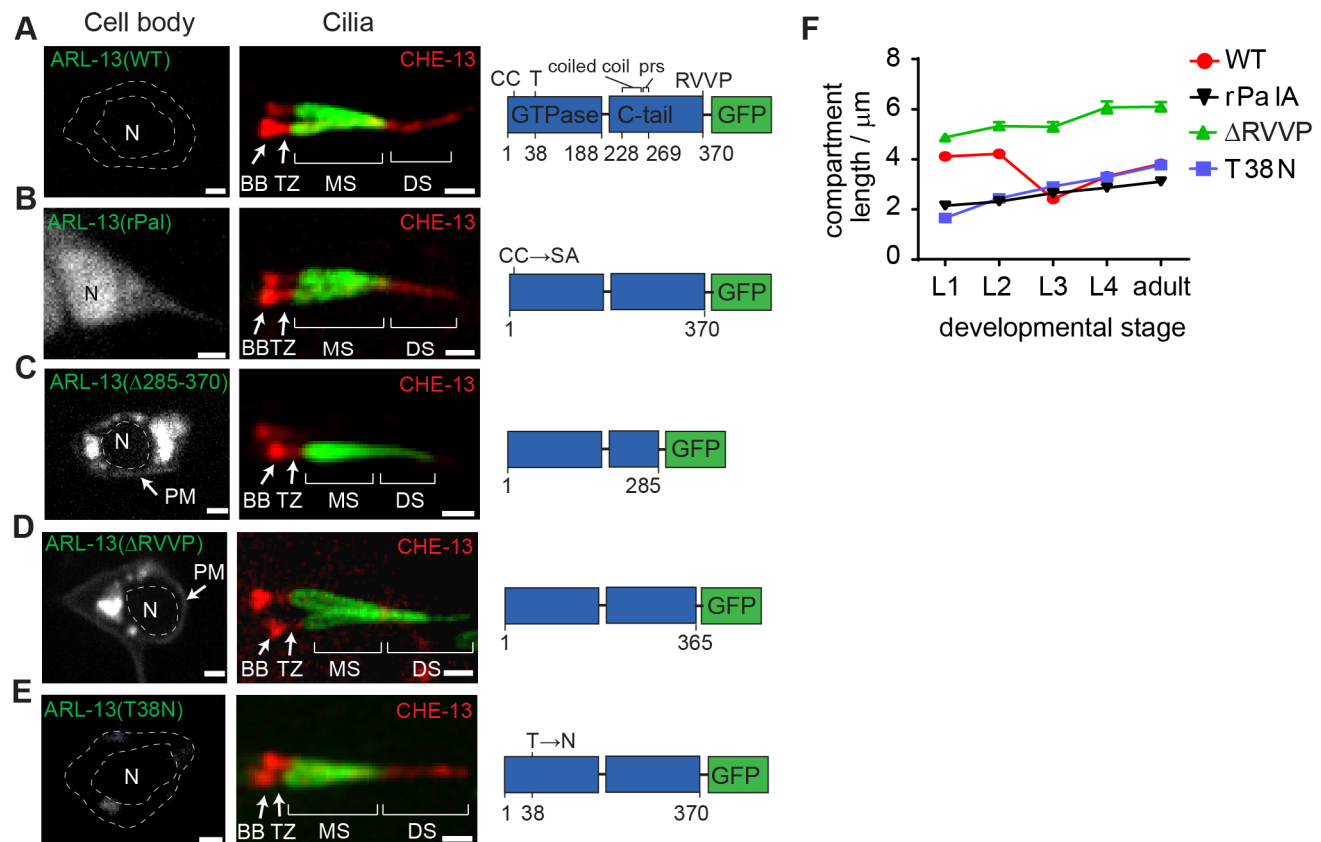 Cell body
Cilia
A
ARL-13(WT)
N
CHE-13
BB TZ MS DS
coiled coil prs
CC T RVVP
GTPase C-tail GFP
1 38 188 228 269 370
B
ARL-13(rPal)
N
CHE-13
BB TZ MS DS
CC→SA
GFP
1 370
C
ARL-13(Δ285-370)
N
PM
CHE-13
BB TZ MS DS
GFP
1 285
D
ARL-13(ΔRVVP)
PM
N
CHE-13
BB TZ MS DS
GFP
1 365
E
ARL-13(T38N)
N
CHE-13
BB TZ MS DS
T→N
GFP
1 38 370
F
8
6
4
2
0
compartment
length / μm
L1 L2 L3 L4 adult
developmental stage
WT
rPalA
ΔRVVP
T38N